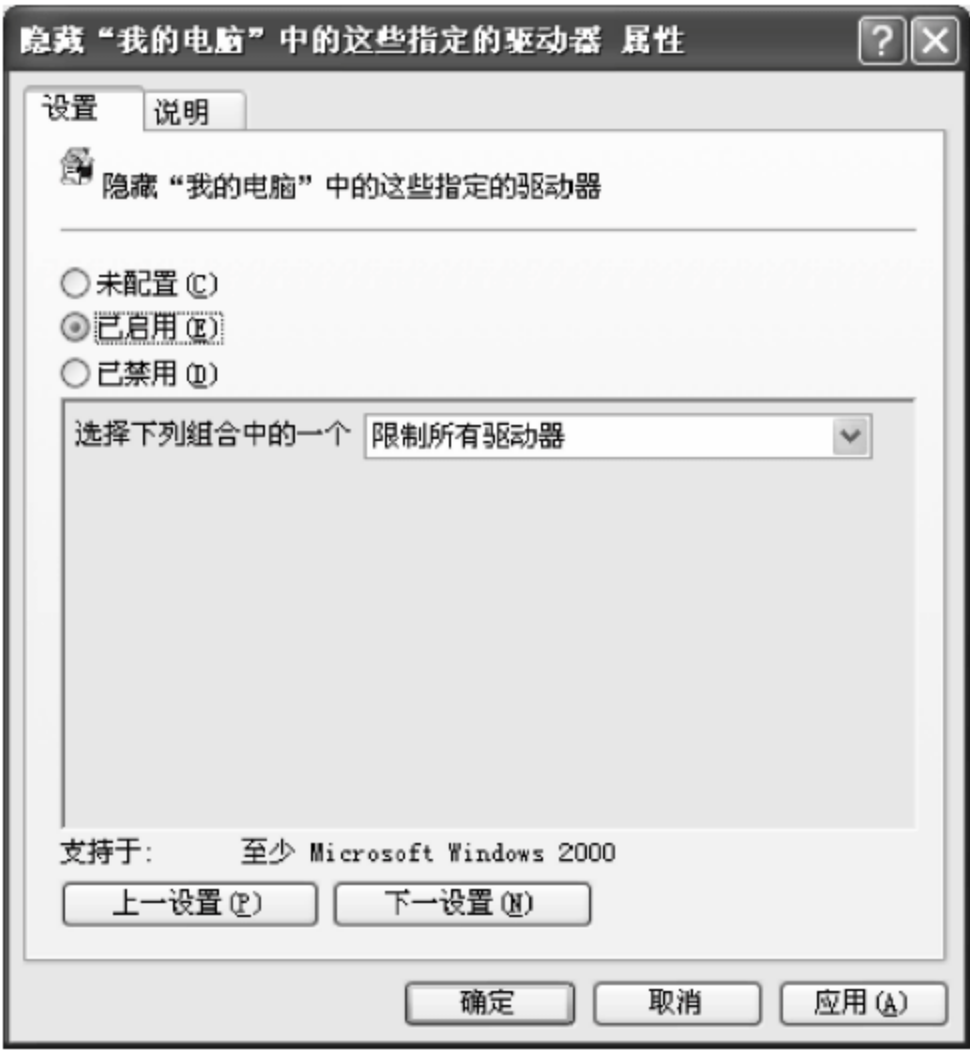 隐藏“我的电脑”中的这些指定的驱动器 属性
设置
说明
隐藏“我的电脑”中的这些指定的驱动器
未配置(C)
已启用(E)
已禁用(D)
选择下列组合中的一个 限制所有驱动器
支持于: 至少 Microsoft Windows 2000
上一设置(P) 下一设置(N)
确定 取消 应用(A)